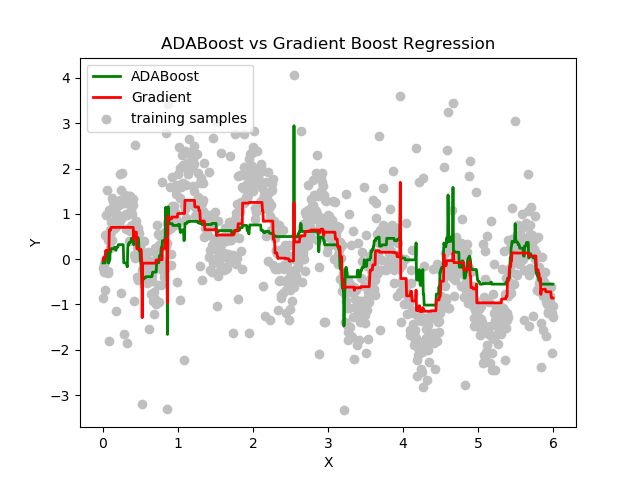 ADABoost vs Gradient Boost Regression
ADABoost
Gradient
training samples
Y
4
3
2
1
0
−1
−2
−3
0 1 2 3 4 5 6
X